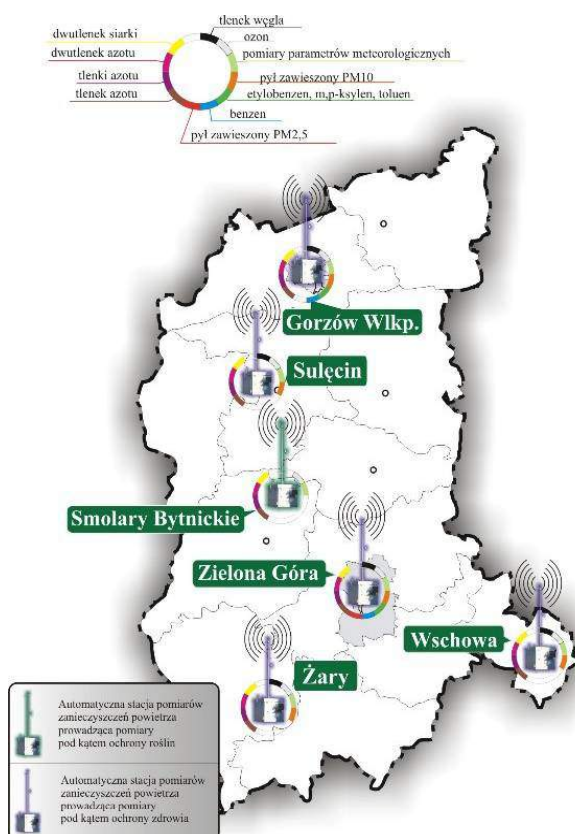 tlenek węgla
dwutlenek siarki
ozon
dwutlenek azotu
pomiary parametrów meteorologicznych
tlenki azotu
pył zawieszony PM10
tlenek azotu
etylobenzen, m,p-ksylen, toluen
benzen
pył zawieszony PM2,5
Gorzów Wlkp.
Sulęcin
Smolary Bytnickie
Zielona Góra
Wschowa
Żary
Automatyczna stacja pomiarów
zanieczyszczeń powietrza
prowadząca pomiary
pod kątem ochrony roślin
Automatyczna stacja pomiarów
zanieczyszczeń powietrza
prowadząca pomiary
pod kątem ochrony zdrowia